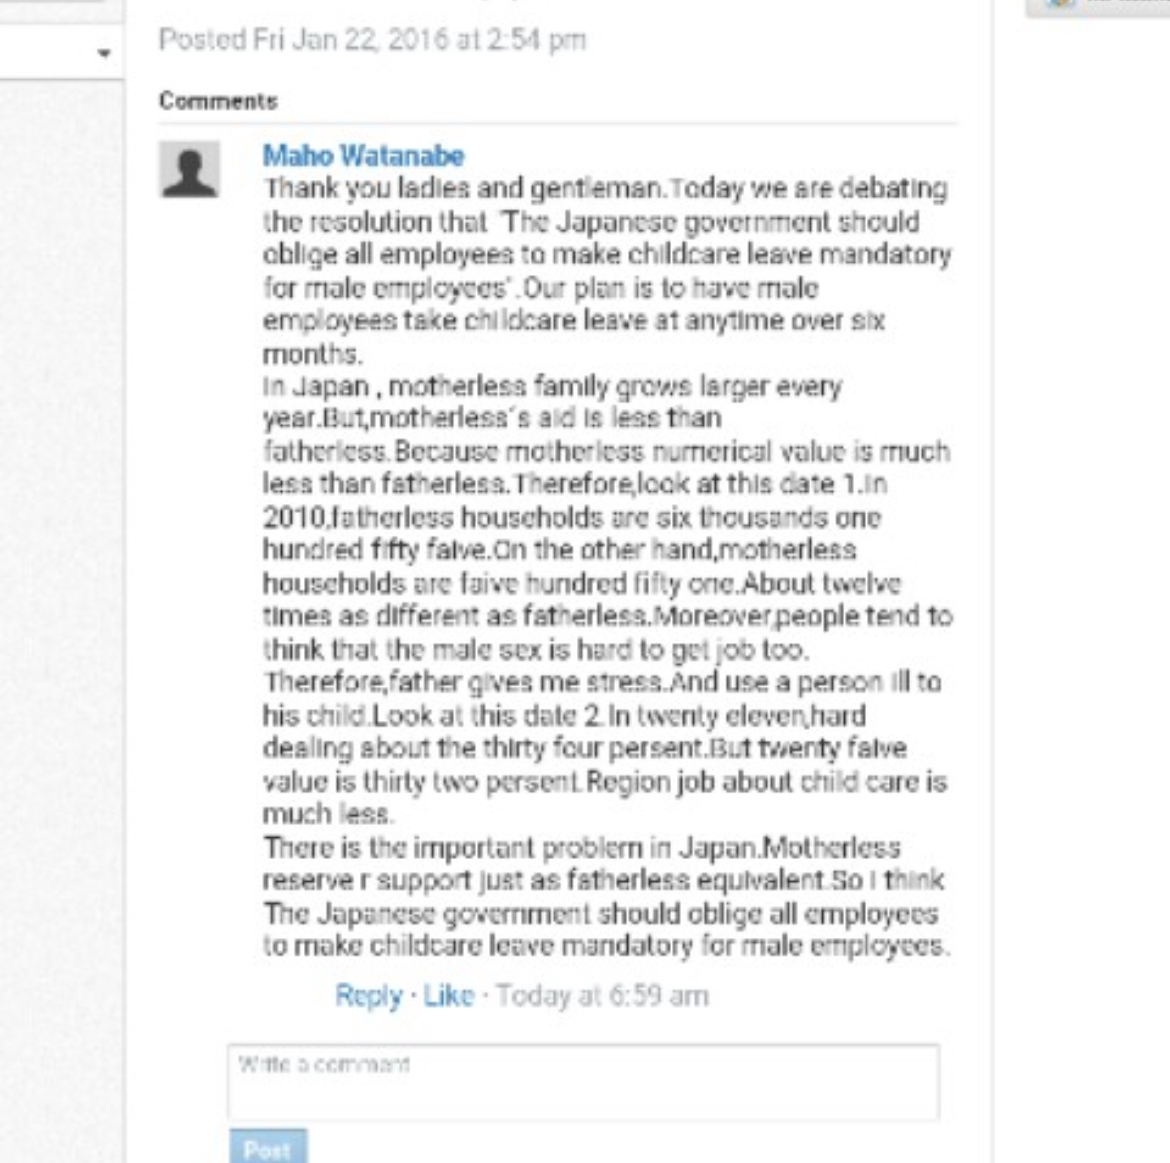 Posted Fri Jan 22, 2016 at 2:54 pm
Comments
Maho Watanabe
Thank you ladies and gentleman.Today we are debating
the resolution that "The Japanese government should
oblige all employees to make childcare leave mandatory
for male employees".Our plan is to have male
employees take childcare leave at anytime over six
months.
In Japan , motherless family grows larger every
year.But,motherless´s aid is less than
fatherless.Because motherless numerical value is much
less than fatherless.Therefore,look at this date 1.In
2010,fatherless households are six thousands one
hundred fifty faive.On the other hand,motherless
households are faive hundred fifty one.About twelve
times as different as fatherless.Moreover,people tend to
think that the male sex is hard to get job too.
Therefore,father gives me stress.And use a person ill to
his child.Look at this date 2.In twenty eleven,hard
dealing about the thirty four persent.But twenty faive
value is thirty two persent.Region job about child care is
much less.
There is the important problem in Japan.Motherless
reserve r support just as fatherless equivalent.So I think
The Japanese government should oblige all employees
to make childcare leave mandatory for male employees.
Reply · Like · Today at 6:59 am
Write a comment
Post